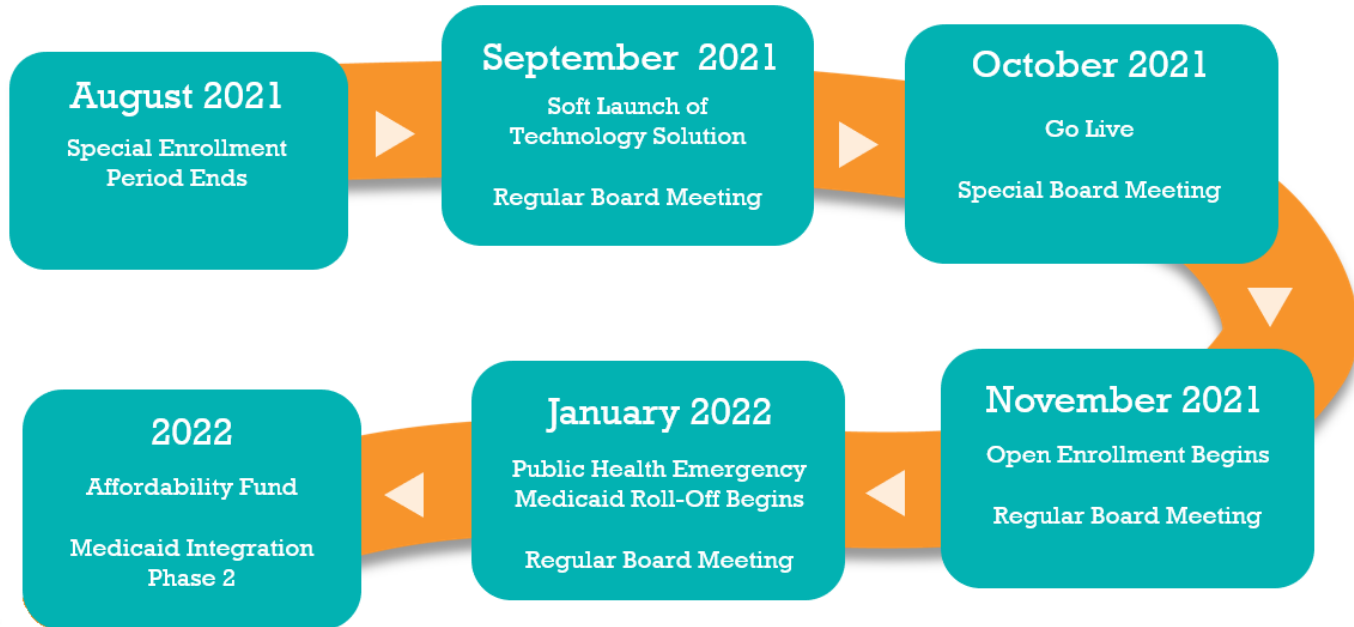 August 2021
Special Enrollment
Period Ends
September 2021
Soft Launch of
Technology Solution
Regular Board Meeting
October 2021
Go Live
Special Board Meeting
November 2021
Open Enrollment Begins
Regular Board Meeting
January 2022
Public Health Emergency
Medicaid Roll-Off Begins
Regular Board Meeting
2022
Affordability Fund
Medicaid Integration
Phase 2